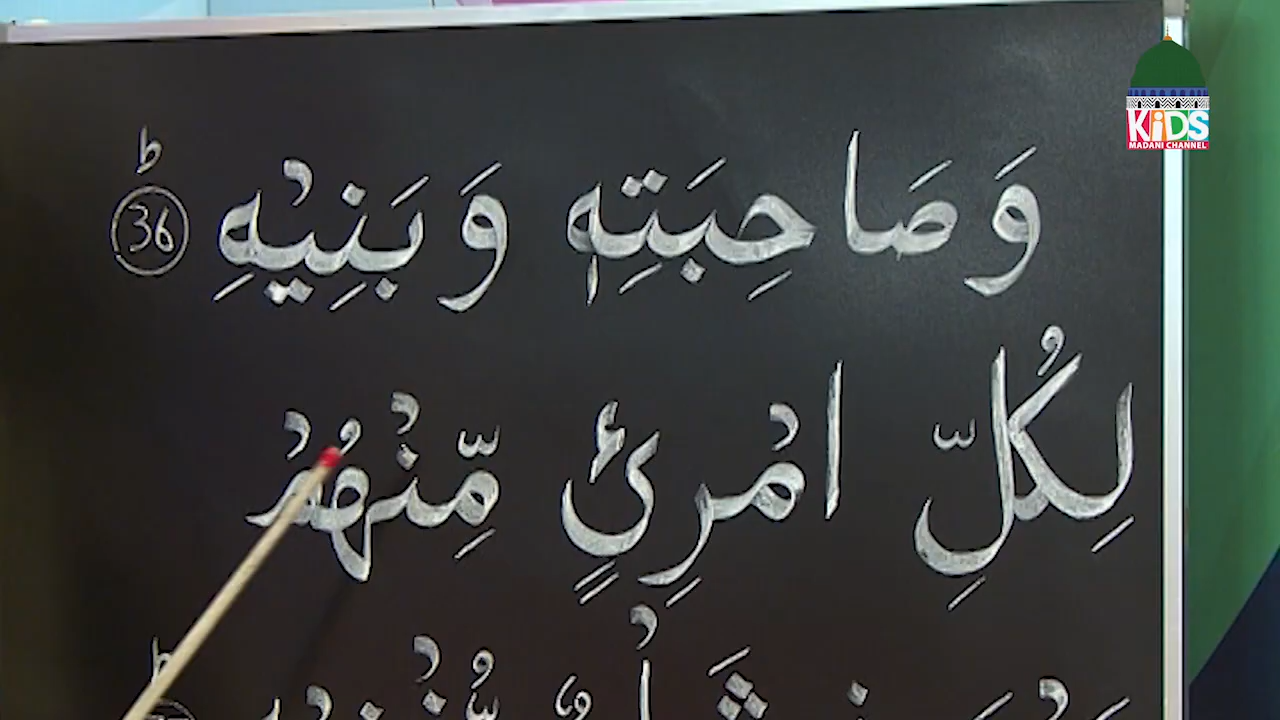 KiDS
MADANI CHANNEL
وَصَاحِبَتِهٖ وَبَنِيْهِ ؕ 36
لِكُلِّ امْرِئٍ مِّنْهُمْ